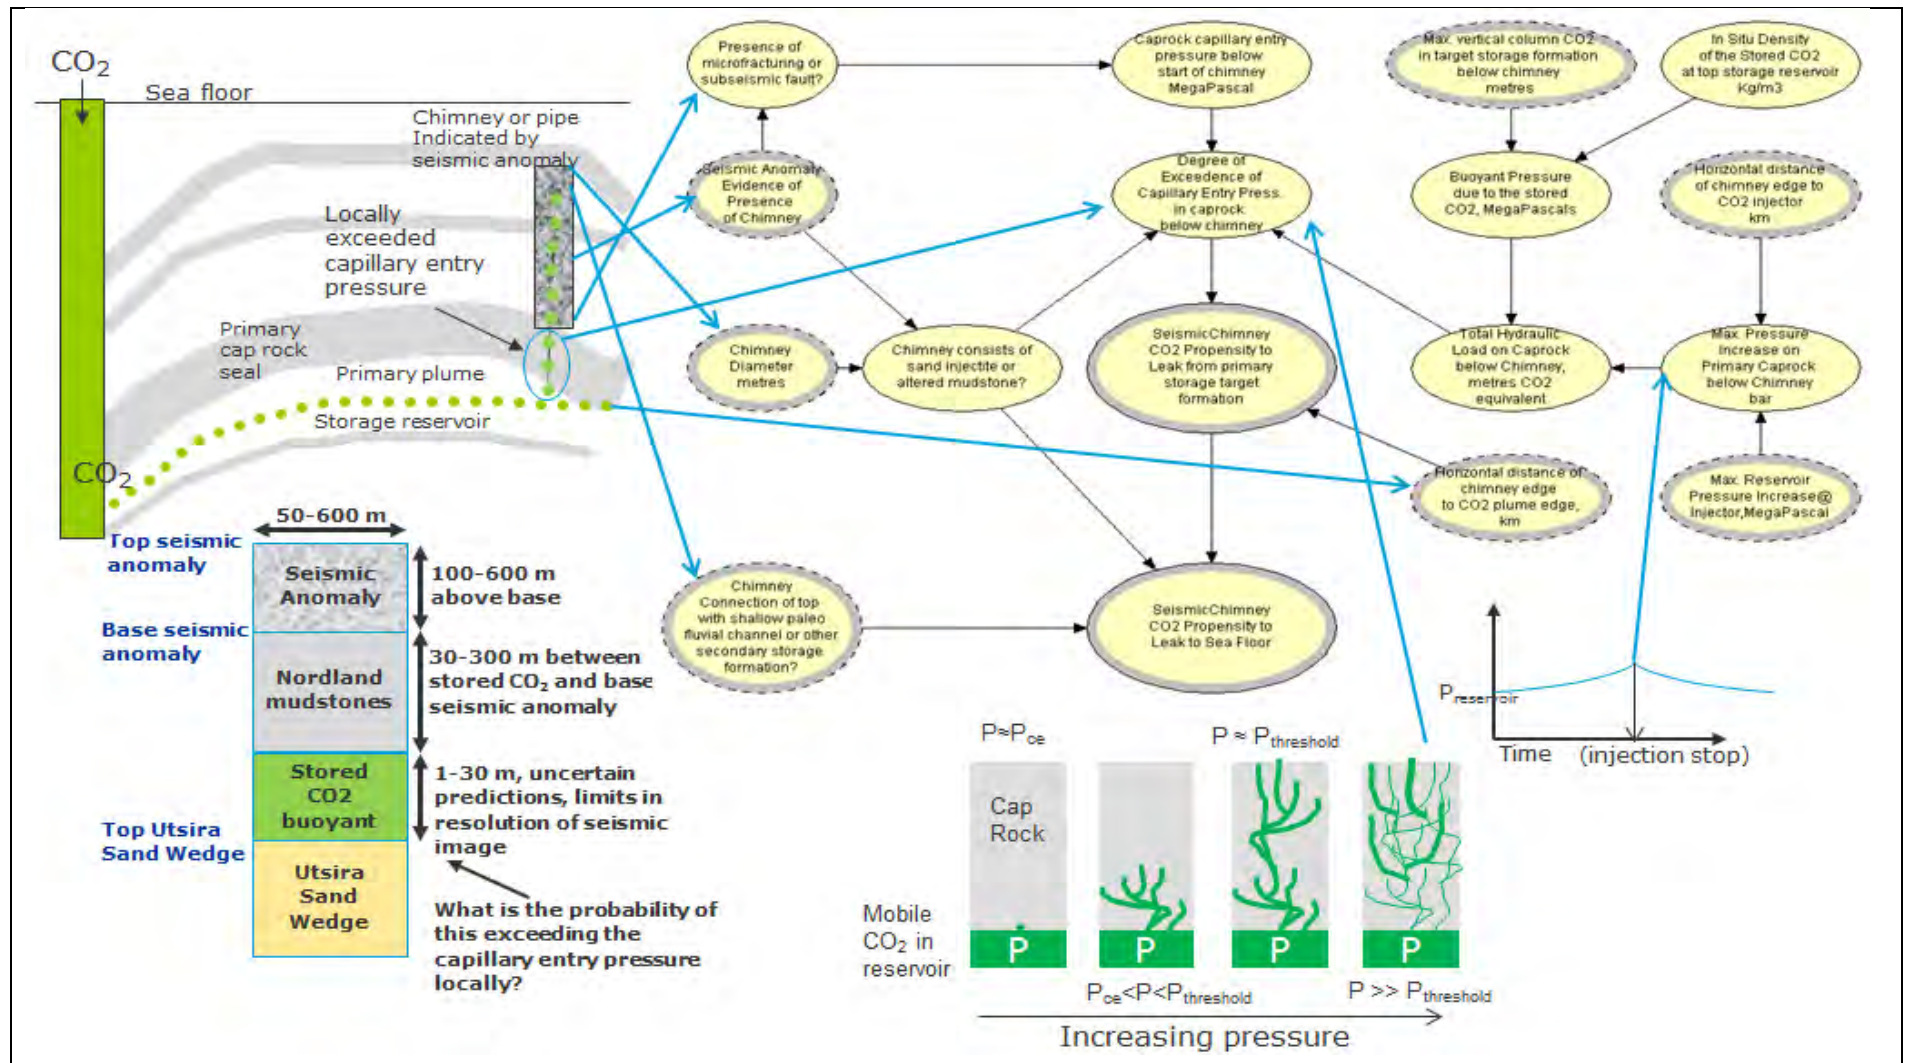 CO2
Sea floor
Chimney or pipe
Indicated by
seismic anomaly
Locally
exceeded
capillary entry
pressure
Primary
cap rock
seal
Primary plume
Storage reservoir
CO2
Presence of
microfracturing or
subseismic fault?
Caprock capillary entry
pressure below
start of chimney
MegaPascal
Max. vertical column CO2
in target storage formation
below chimney
metres
In Situ Density
of the Stored CO2
at top storage reservoir
Kg/m3
Seismic Anomaly
Evidence of
Presence
of Chimney
Degree of
Exceedence of
Capillary Entry Press.
in caprock
below chimney
Buoyant Pressure
due to the stored
CO2, MegaPascals
Horizontal distance
of chimney edge to
CO2 injector
km
Chimney
Diameter
metres
Chimney consists of
sand injectite or
altered mudstone?
SeismicChimney
CO2 Propensity to
Leak from primary
storage target
formation
Total Hydraulic
Load on Caprock
below Chimney,
metres CO2
equivalent
Max. Pressure
Increase on
Primary Caprock
below Chimney
bar
Horizontal distance of
chimney edge
to CO2 plume edge,
km
Max. Reservoir
Pressure Increase@
Injector,MegaPascal
Chimney
Connection of top
with shallow paleo
fluvial channel or other
secondary storage
formation?
SeismicChimney
CO2 Propensity to
Leak to Sea Floor
50-600 m
Top seismic
anomaly
Seismic
Anomaly
100-600 m
above base
Base seismic
anomaly
Nordland
mudstones
30-300 m between
stored CO2 and base
seismic anomaly
Stored
CO2
buoyant
1-30 m, uncertain
predictions, limits in
resolution of seismic
image
Top Utsira
Sand Wedge
Utsira
Sand
Wedge
What is the probability of
this exceeding the
capillary entry pressure
locally?
Preservoir
Time (injection stop)
P≈Pce
P ≈ Pthreshold
Cap
Rock
Mobile
CO2 in
reservoir
P
P
P
P
Pce<P<Pthreshold
P >> Pthreshold
Increasing pressure